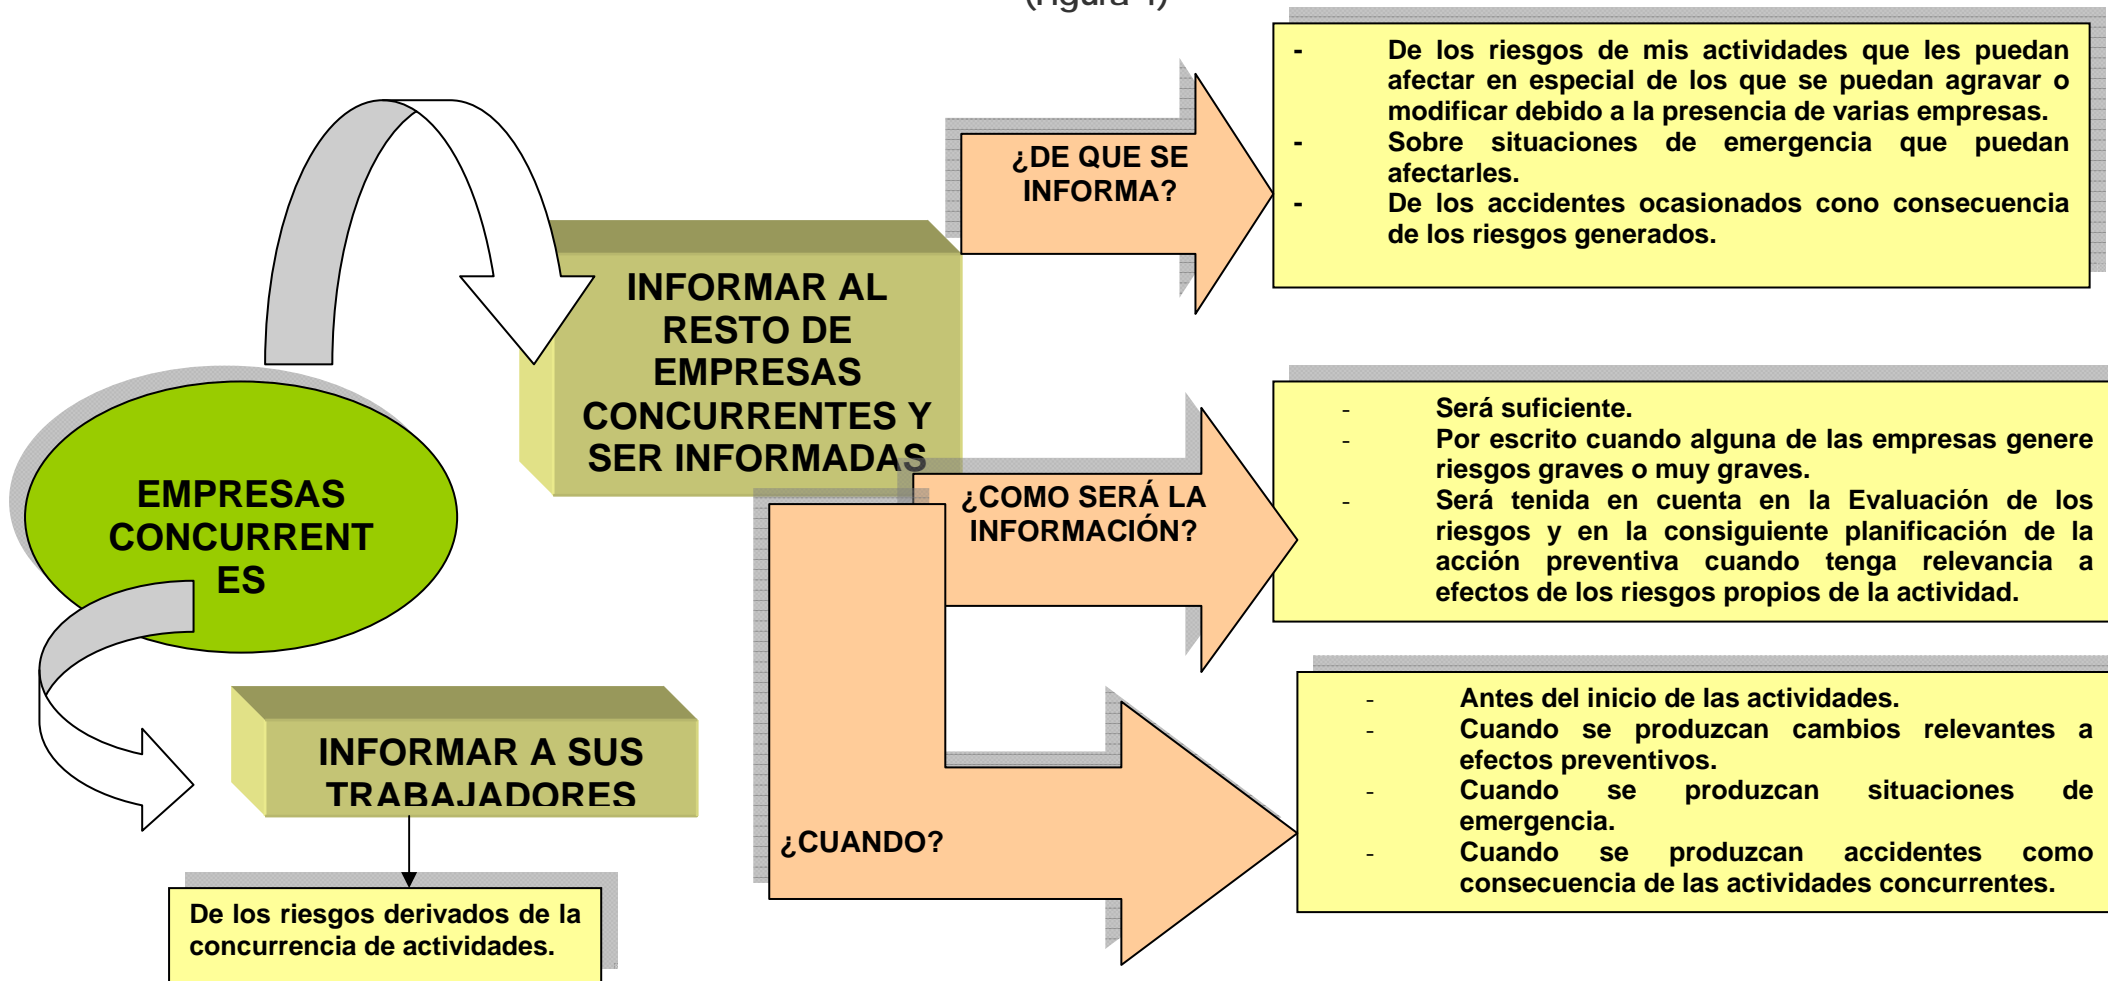 (Figura 1)
- De los riesgos de mis actividades que les puedan
afectar en especial de los que se puedan agravar o
modificar debido a la presencia de varias empresas.
- Sobre situaciones de emergencia que puedan
afectarles.
- De los accidentes ocasionados cono consecuencia
de los riesgos generados.
¿DE QUE SE
INFORMA?
INFORMAR AL
RESTO DE
EMPRESAS
CONCURRENTES Y
SER INFORMADAS
- Será suficiente.
- Por escrito cuando alguna de las empresas genere
riesgos graves o muy graves.
- Será tenida en cuenta en la Evaluación de los
riesgos y en la consiguiente planificación de la
acción preventiva cuando tenga relevancia a
efectos de los riesgos propios de la actividad.
¿COMO SERÁ LA
INFORMACIÓN?
EMPRESAS
CONCURRENT
ES
- Antes del inicio de las actividades.
- Cuando se produzcan cambios relevantes a
efectos preventivos.
- Cuando se produzcan situaciones de
emergencia.
- Cuando se produzcan accidentes como
consecuencia de las actividades concurrentes.
¿CUANDO?
INFORMAR A SUS
TRABAJADORES
De los riesgos derivados de la
concurrencia de actividades.